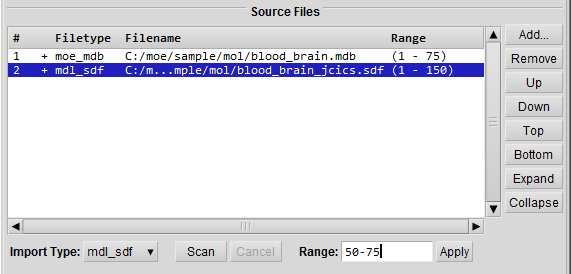 Source Files
# Filetype Filename Range
1 + moe_mdb C:/moe/sample/mol/blood_brain.mdb (1 - 75)
2 + mdl_sdf C:/m...mple/mol/blood_brain_jcics.sdf (1 - 150)
Add...
Remove
Up
Down
Top
Bottom
Expand
Collapse
Import Type: mdl_sdf Scan Cancel Range: 50-75 Apply